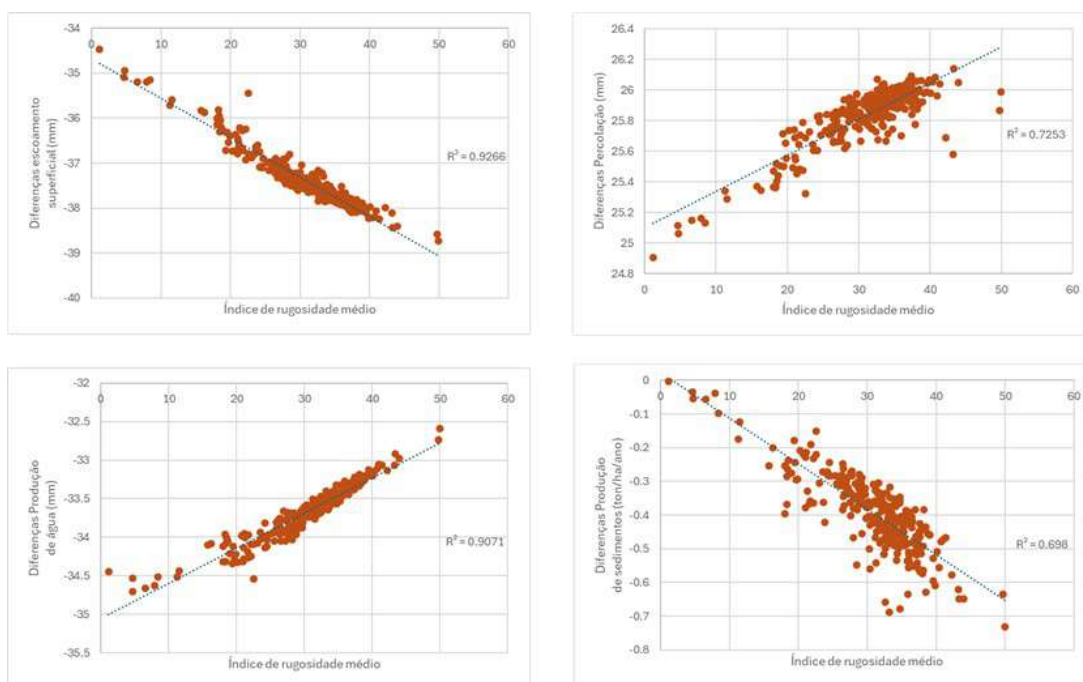 -34
0 10 20 30 40 50 60
-35
-36
-37
-38
-39
-40
Diferenças escoamento
superficial (mm)
R² = 0.9266
Índice de rugosidade médio
26.4
26.2
26
25.8
25.6
25.4
25.2
25
24.8
Diferenças Percolação (mm)
R² = 0.7253
0 10 20 30 40 50 60
Índice de rugosidade médio
-32
0 10 20 30 40 50 60
-32.5
-33
-33.5
-34
-34.5
-35
-35.5
Diferenças Produção
de água (mm)
R² = 0.9071
Índice de rugosidade médio
0
0 10 20 30 40 50 60
-0.1
-0.2
-0.3
-0.4
-0.5
-0.6
-0.7
-0.8
Diferenças Produção
de sedimentos (ton/ha/ano)
R² = 0.698
Índice de rugosidade médio